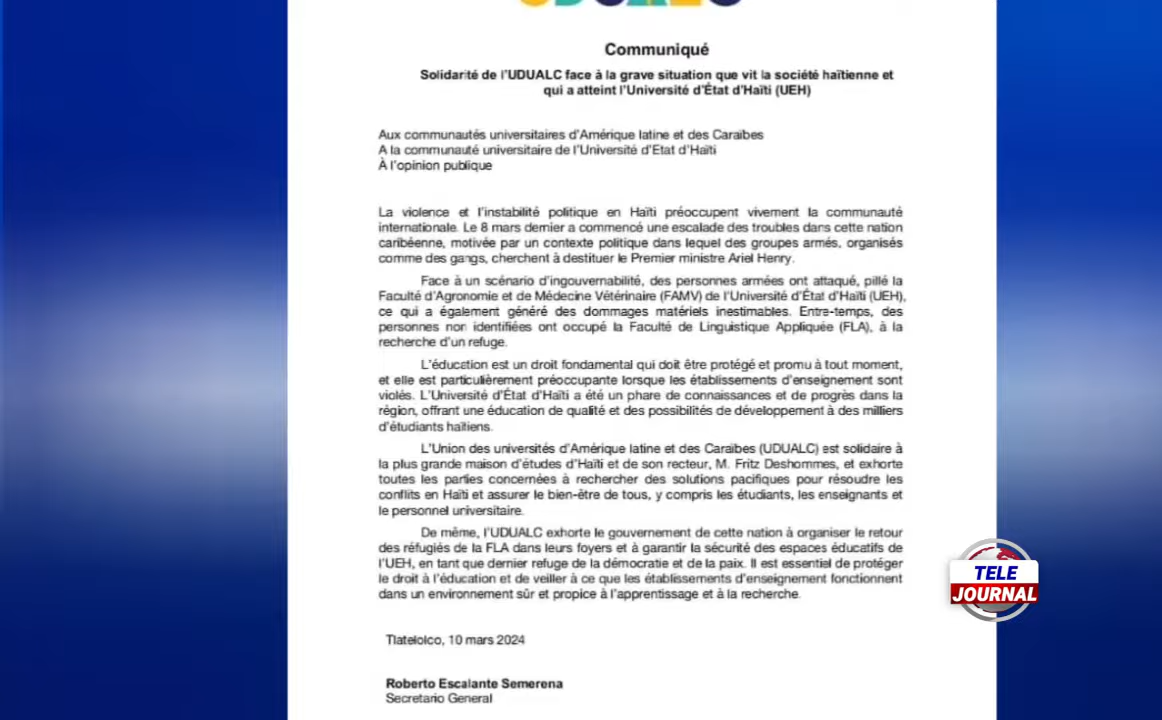 UDUALC
Communiqué
Solidarité de l'UDUALC face à la grave situation que vit la société haïtienne et
qui a atteint l'Université d'État d'Haïti (UEH)
Aux communautés universitaires d'Amérique latine et des Caraïbes
A la communauté universitaire de l'Université d'Etat d'Haïti
À l'opinion publique
La violence et l'instabilité politique en Haïti préoccupent vivement la communauté
internationale. Le 8 mars dernier a commencé une escalade des troubles dans cette nation
caribéenne, motivée par un contexte politique dans lequel des groupes armés, organisés
comme des gangs, cherchent à destituer le Premier ministre Ariel Henry.
Face à un scénario d'ingouvernabilité, des personnes armées ont attaqué, pillé la
Faculté d'Agronomie et de Médecine Vétérinaire (FAMV) de l'Université d'État d'Haïti (UEH),
ce qui a également généré des dommages matériels inestimables. Entre-temps, des
personnes non identifiées ont occupé la Faculté de Linguistique Appliquée (FLA), à la
recherche d'un refuge.
L'éducation est un droit fondamental qui doit être protégé et promu à tout moment,
et elle est particulièrement préoccupante lorsque les établissements d'enseignement sont
violés. L'Université d'État d'Haïti a été un phare de connaissances et de progrès dans la
région, offrant une éducation de qualité et des possibilités de développement à des milliers
d'étudiants haïtiens.
L'Union des universités d'Amérique latine et des Caraïbes (UDUALC) est solidaire à
la plus grande maison d'études d'Haïti et de son recteur, M. Fritz Deshommes, et exhorte
toutes les parties concernées à rechercher des solutions pacifiques pour résoudre les
conflits en Haïti et assurer le bien-être de tous, y compris les étudiants, les enseignants et
le personnel universitaire.
De même, l'UDUALC exhorte le gouvernement de cette nation à organiser le retour
des réfugiés de la FLA dans leurs foyers et à garantir la sécurité des espaces éducatifs de
l'UEH, en tant que dernier refuge de la démocratie et de la paix. Il est essentiel de protéger
le droit à l'éducation et de veiller à ce que les établissements d'enseignement fonctionnent
dans un environnement sûr et propice à l'apprentissage et à la recherche.
Tlatelolco, 10 mars 2024
Roberto Escalante Semerena
Secretario General
TELE
JOURNAL